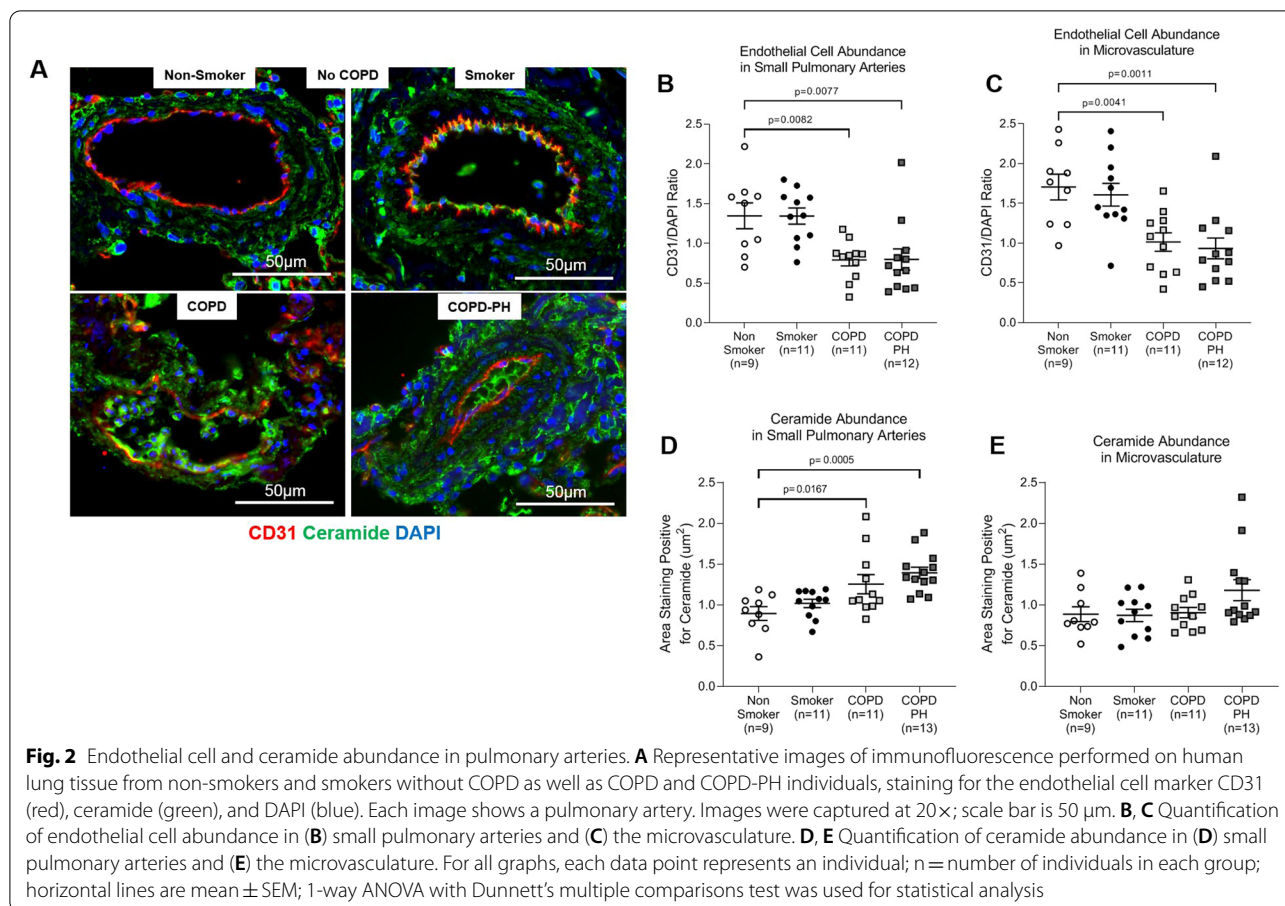 A
Non-Smoker
No COPD
Smoker
50µm
50µm
COPD
COPD-PH
50µm
50µm
CD31 Ceramide DAPI
B
Endothelial Cell Abundance
in Small Pulmonary Arteries
p=0.0077
p=0.0082
CD31/DAPI Ratio
2.5
2.0
1.5
1.0
0.5
0.0
Non
Smoker
(n=9)
Smoker
(n=11)
COPD
(n=11)
COPD
PH
(n=12)
C
Endothelial Cell Abundance
in Microvasculature
p=0.0011
p=0.0041
CD31/DAPI Ratio
2.5
2.0
1.5
1.0
0.5
0.0
Non
Smoker
(n=9)
Smoker
(n=11)
COPD
(n=11)
COPD
PH
(n=12)
D
Ceramide Abundance
in Small Pulmonary Arteries
p=0.0005
p=0.0167
Area Staining Positive
for Ceramide (um²)
2.5
2.0
1.5
1.0
0.5
0.0
Non
Smoker
(n=9)
Smoker
(n=11)
COPD
(n=11)
COPD
PH
(n=13)
E
Ceramide Abundance
in Microvasculature
Area Staining Positive
for Ceramide (um²)
2.5
2.0
1.5
1.0
0.5
0.0
Non
Smoker
(n=9)
Smoker
(n=11)
COPD
(n=11)
COPD
PH
(n=13)
Fig. 2 Endothelial cell and ceramide abundance in pulmonary arteries. A Representative images of immunofluorescence performed on human
lung tissue from non-smokers and smokers without COPD as well as COPD and COPD-PH individuals, staining for the endothelial cell marker CD31
(red), ceramide (green), and DAPI (blue). Each image shows a pulmonary artery. Images were captured at 20×; scale bar is 50 µm. B, C Quantification
of endothelial cell abundance in (B) small pulmonary arteries and (C) the microvasculature. D, E Quantification of ceramide abundance in (D) small
pulmonary arteries and (E) the microvasculature. For all graphs, each data point represents an individual; n = number of individuals in each group;
horizontal lines are mean ± SEM; 1-way ANOVA with Dunnett's multiple comparisons test was used for statistical analysis